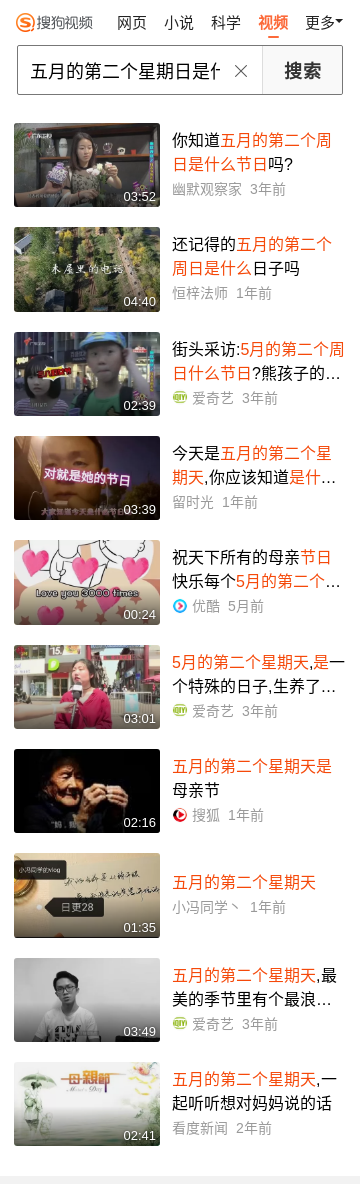 搜狗视频 网页 小说 科学 视频 更多
五月的第二个星期日是什 搜索
你知道五月的第二个周
日是什么节日吗?
03:52
幽默观察家 3年前
还记得的五月的第二个
周日是什么日子吗
木屋里的电话
04:40
恒梓法师 1年前
街头采访:5月的第二个周
日什么节日?熊孩子的...
02:39
爱奇艺 3年前
今天是五月的第二个星
期天,你应该知道是什...
对就是她的节日
03:39
留时光 1年前
祝天下所有的母亲节日
快乐每个5月的第二个...
Love you 3000 times
00:24
优酷 5月前
5月的第二个星期天,是一
个特殊的日子,生养了...
03:01
爱奇艺 3年前
五月的第二个星期天是
母亲节
02:16
搜狐 1年前
小冯同学的vlog
日更28
01:35
五月的第二个星期天
小冯同学丶 1年前
五月的第二个星期天,最
美的季节里有个最浪...
03:49
爱奇艺 3年前
五月的第二个星期天,一
起听听想对妈妈说的话
母親節
02:41
看度新闻 2年前